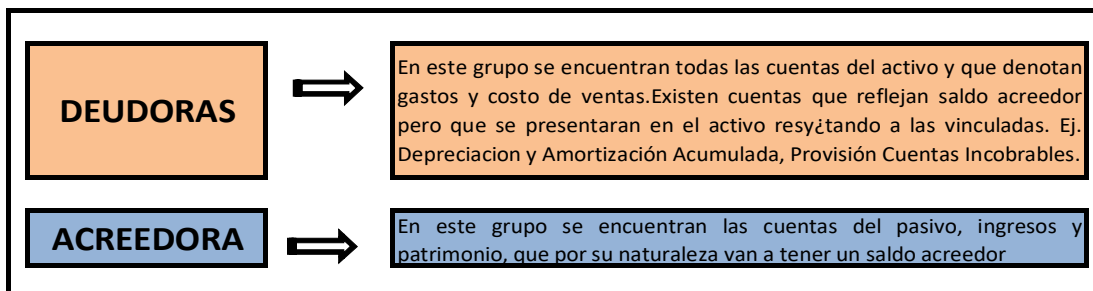 DEUDORAS
En este grupo se encuentran todas las cuentas del activo y que denotan
gastos y costo de ventas.Existen cuentas que reflejan saldo acreedor
pero que se presentaran en el activo resy¿tando a las vinculadas. Ej.
Depreciacion y Amortización Acumulada, Provisión Cuentas Incobrables.
ACREEDORA
En este grupo se encuentran las cuentas del pasivo, ingresos y
patrimonio, que por su naturaleza van a tener un saldo acreedor